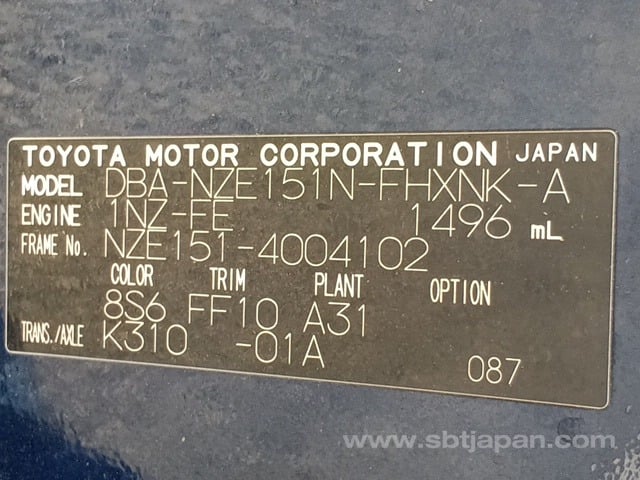 TOYOTA MOTOR CORPORATION JAPAN
MODEL DBA-NZE151N-FHXNK-A
ENGINE 1NZ-FE 1496 mL
FRAME No. NZE151-4004102
COLOR TRIM PLANT OPTION
8S6 FF10 A31
TRANS./AXLE K310 -01A
087
www.sbtjapan.com